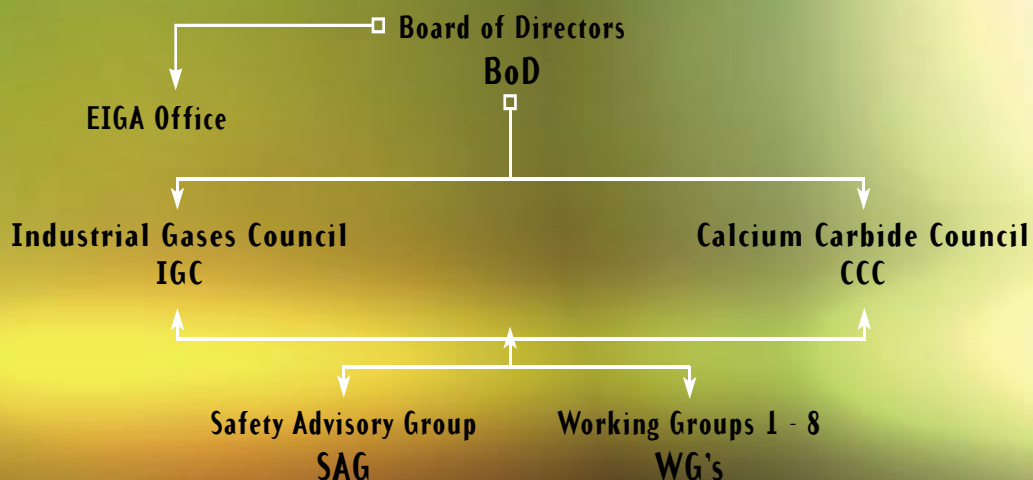 Board of Directors
BoD
EIGA Office
Industrial Gases Council
IGC
Calcium Carbide Council
CCC
Safety Advisory Group
SAG
Working Groups 1 - 8
WG's